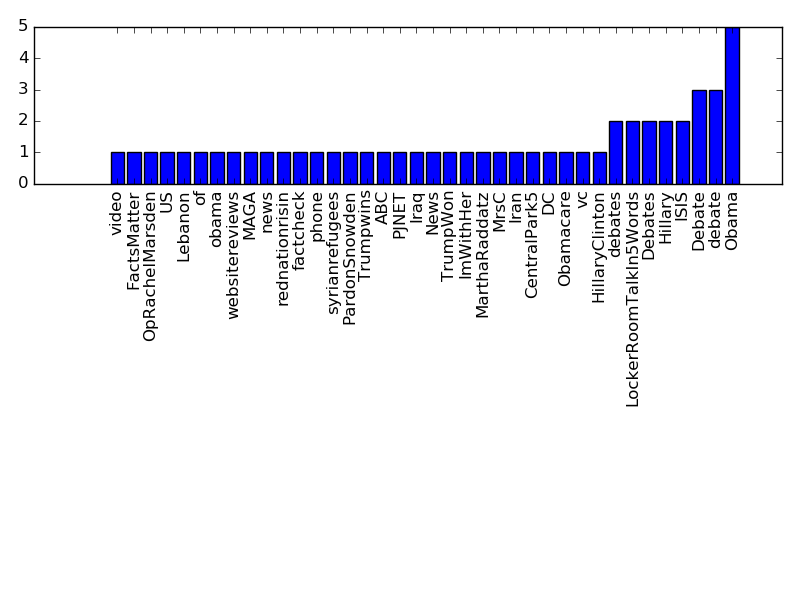 5
4
3
2
1
0
video
FactsMatter
OpRachelMarsden
US
Lebanon
of
obama
websitereviews
MAGA
news
rednationrisin
factcheck
phone
syrianrefugees
PardonSnowden
Trumpwins
ABC
PJNET
Iraq
News
TrumpWon
ImWithHer
MarthaRaddatz
MrsC
Iran
CentralPark5
DC
Obamacare
vc
HillaryClinton
debates
LockerRoomTalkIn5Words
Debates
Hillary
ISIS
Debate
debate
Obama